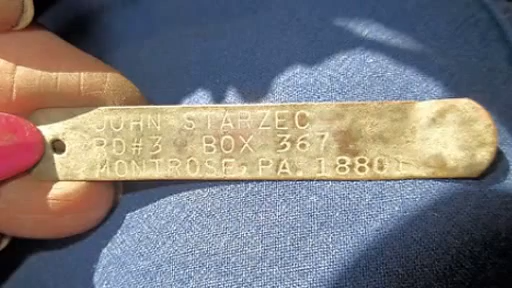 JOHN STARZEC
RD#3 BOX 367
MONTROSE, PA. 18801